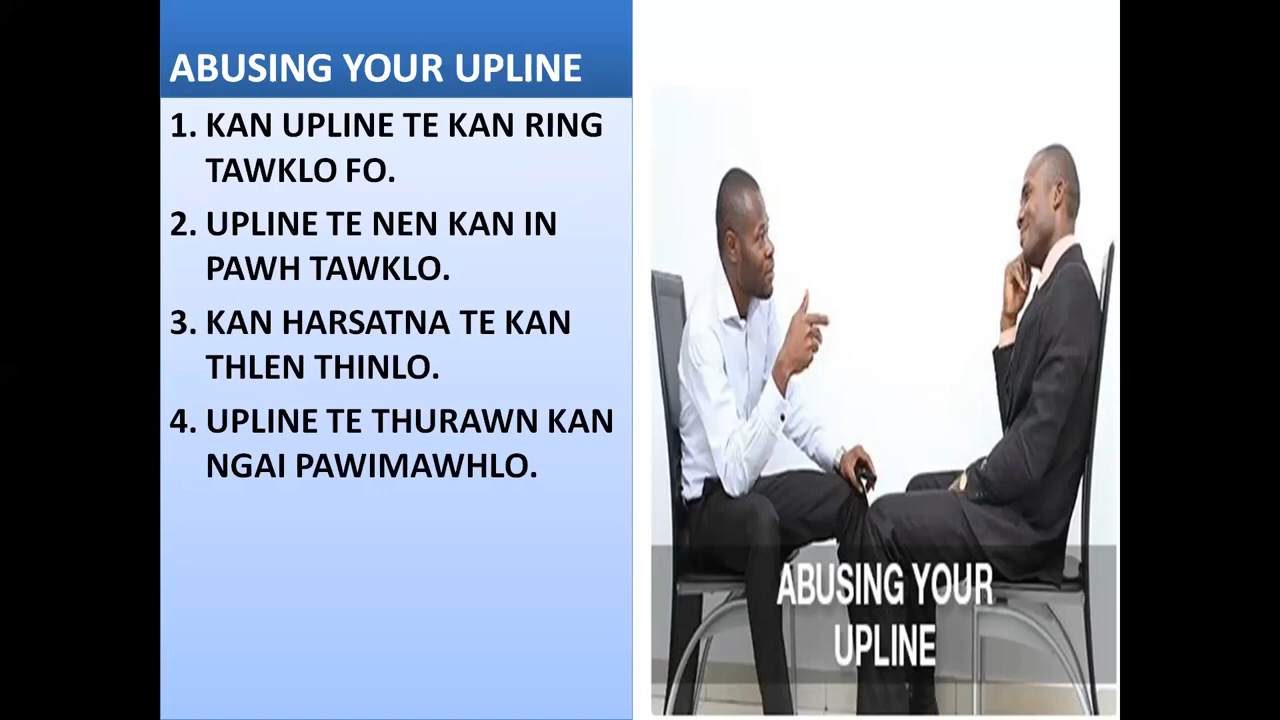 ABUSING YOUR UPLINE
1. KAN UPLINE TE KAN RING
TAWKLO FO.
2. UPLINE TE NEN KAN IN
PAWH TAWKLO.
3. KAN HARSATNA TE KAN
THLEN THINLO.
4. UPLINE TE THURAWN KAN
NGAI PAWIMAWHLO.
ABUSING YOUR
UPLINE